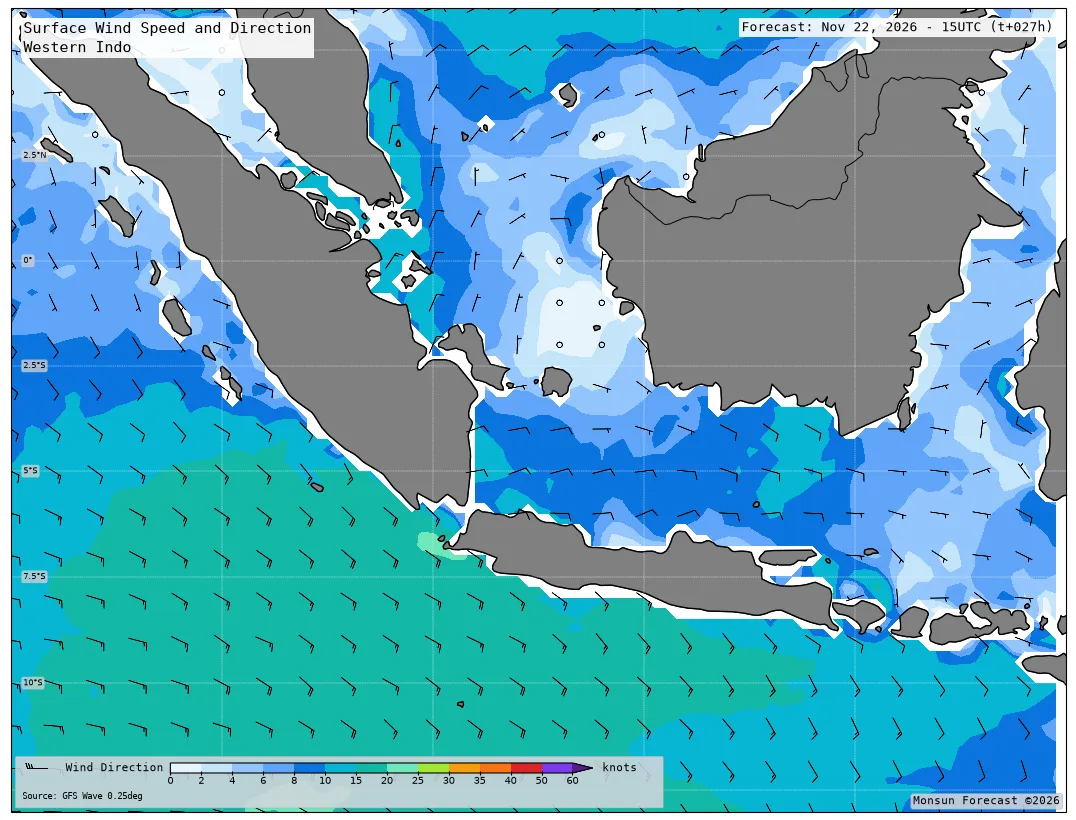 Surface Wind Speed and Direction
Western Indo
Forecast: Nov 22, 2026 - 15UTC (t+027h)
2.5°N
0°
2.5°S
5°S
7.5°S
10°S
Wind Direction
0 2 4 6 8 10 15 20 25 30 35 40 50 60
knots
Source: GFS Wave 0.25deg
Monsun Forecast ©2026